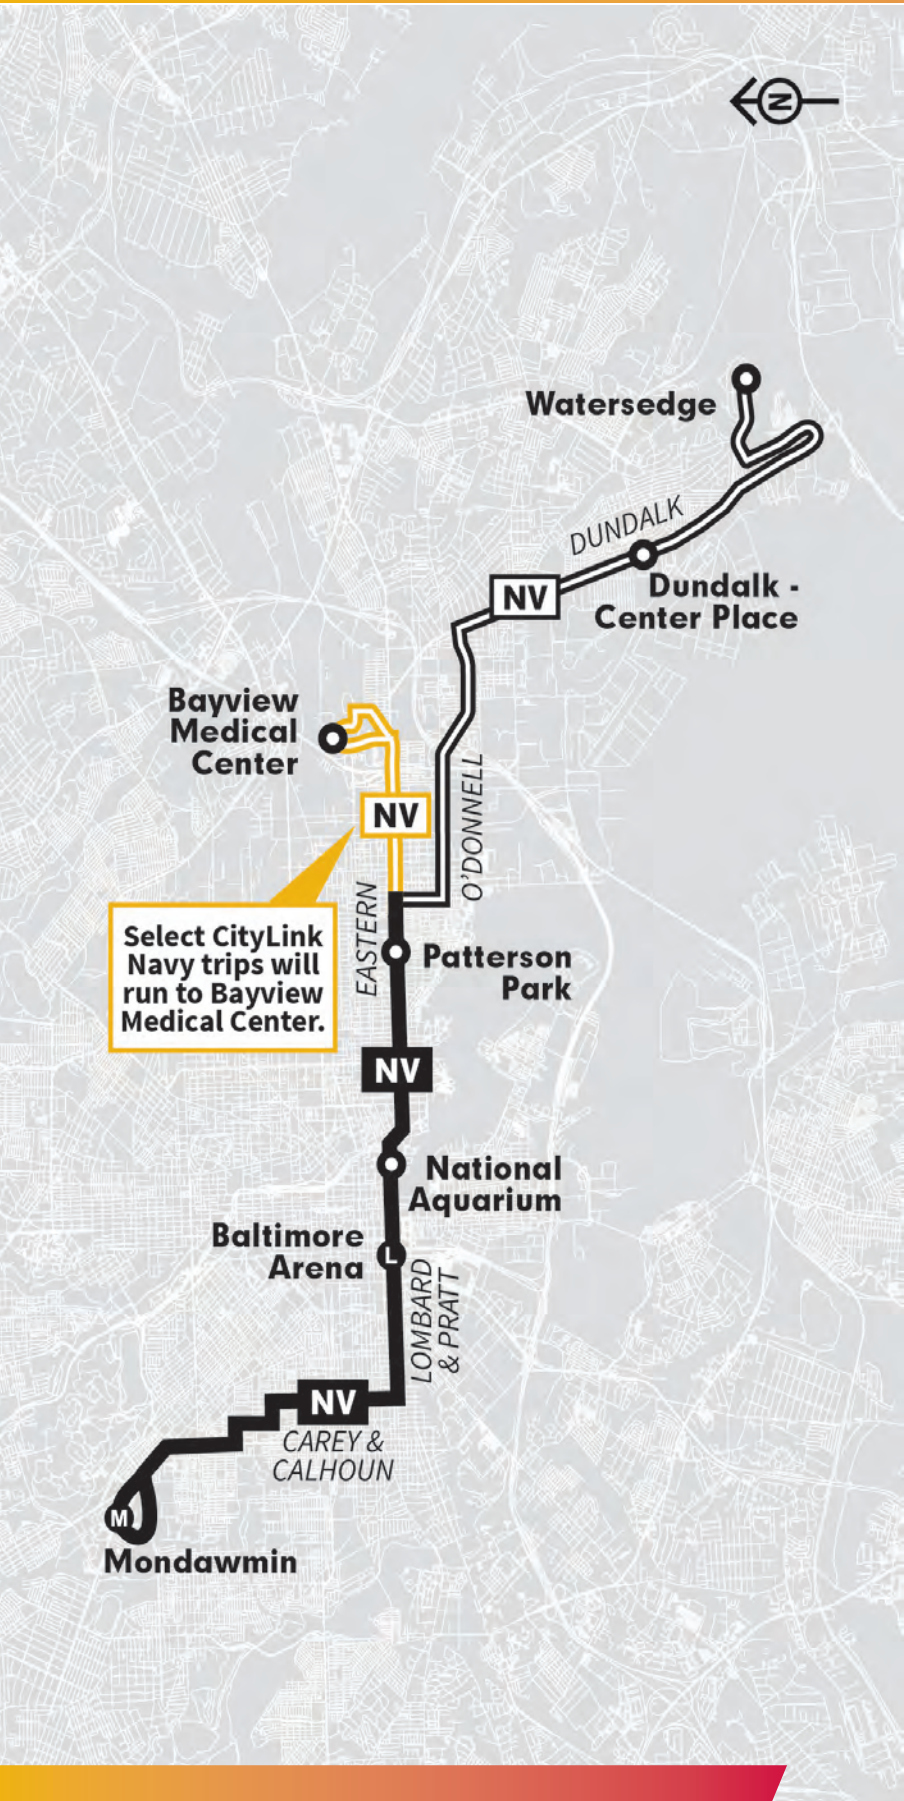 N
Watersedge
DUNDALK
NV
Dundalk -
Center Place
Bayview
Medical
Center
NV
O'DONNELL
EASTERN
Select CityLink
Navy trips will
run to Bayview
Medical Center.
Patterson
Park
NV
National
Aquarium
Baltimore
Arena
L
LOMBARD
& PRATT
NV
CAREY &
CALHOUN
M
Mondawmin